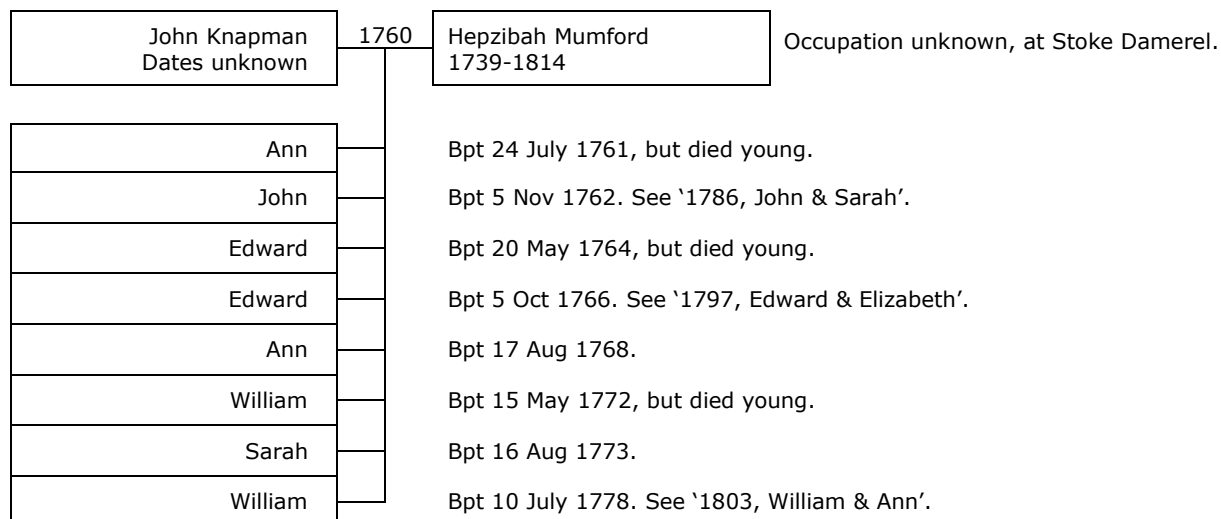 John Knapman 1760 Hepzibah Mumford Occupation unknown, at Stoke Damerel.
Dates unknown 1739-1814
Ann Bpt 24 July 1761, but died young.
John Bpt 5 Nov 1762. See ‘1786, John & Sarah’.
Edward Bpt 20 May 1764, but died young.
Edward Bpt 5 Oct 1766. See ‘1797, Edward & Elizabeth’.
Ann Bpt 17 Aug 1768.
William Bpt 15 May 1772, but died young.
Sarah Bpt 16 Aug 1773.
William Bpt 10 July 1778. See ‘1803, William & Ann’.